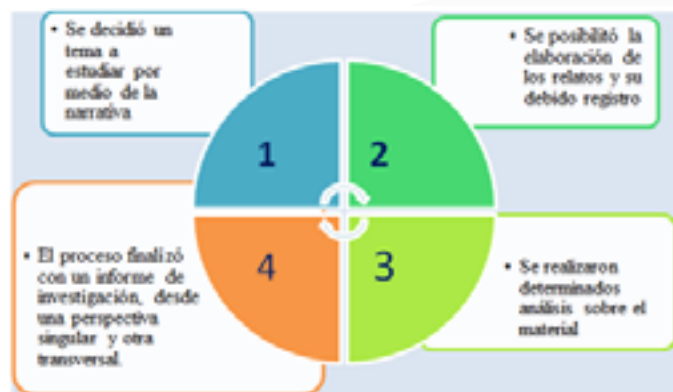 • Se decidió un
tema a
estudiar por
medio de la
narrativa
• Se posibilitó la
elaboración de
los relatos y su
debido registro
1
2
4
3
• El proceso finalizó
con un informe de
investigación, desde
una perspectiva
singular y otra
transversal.
• Se realizaron
determinados
análisis sobre el
material